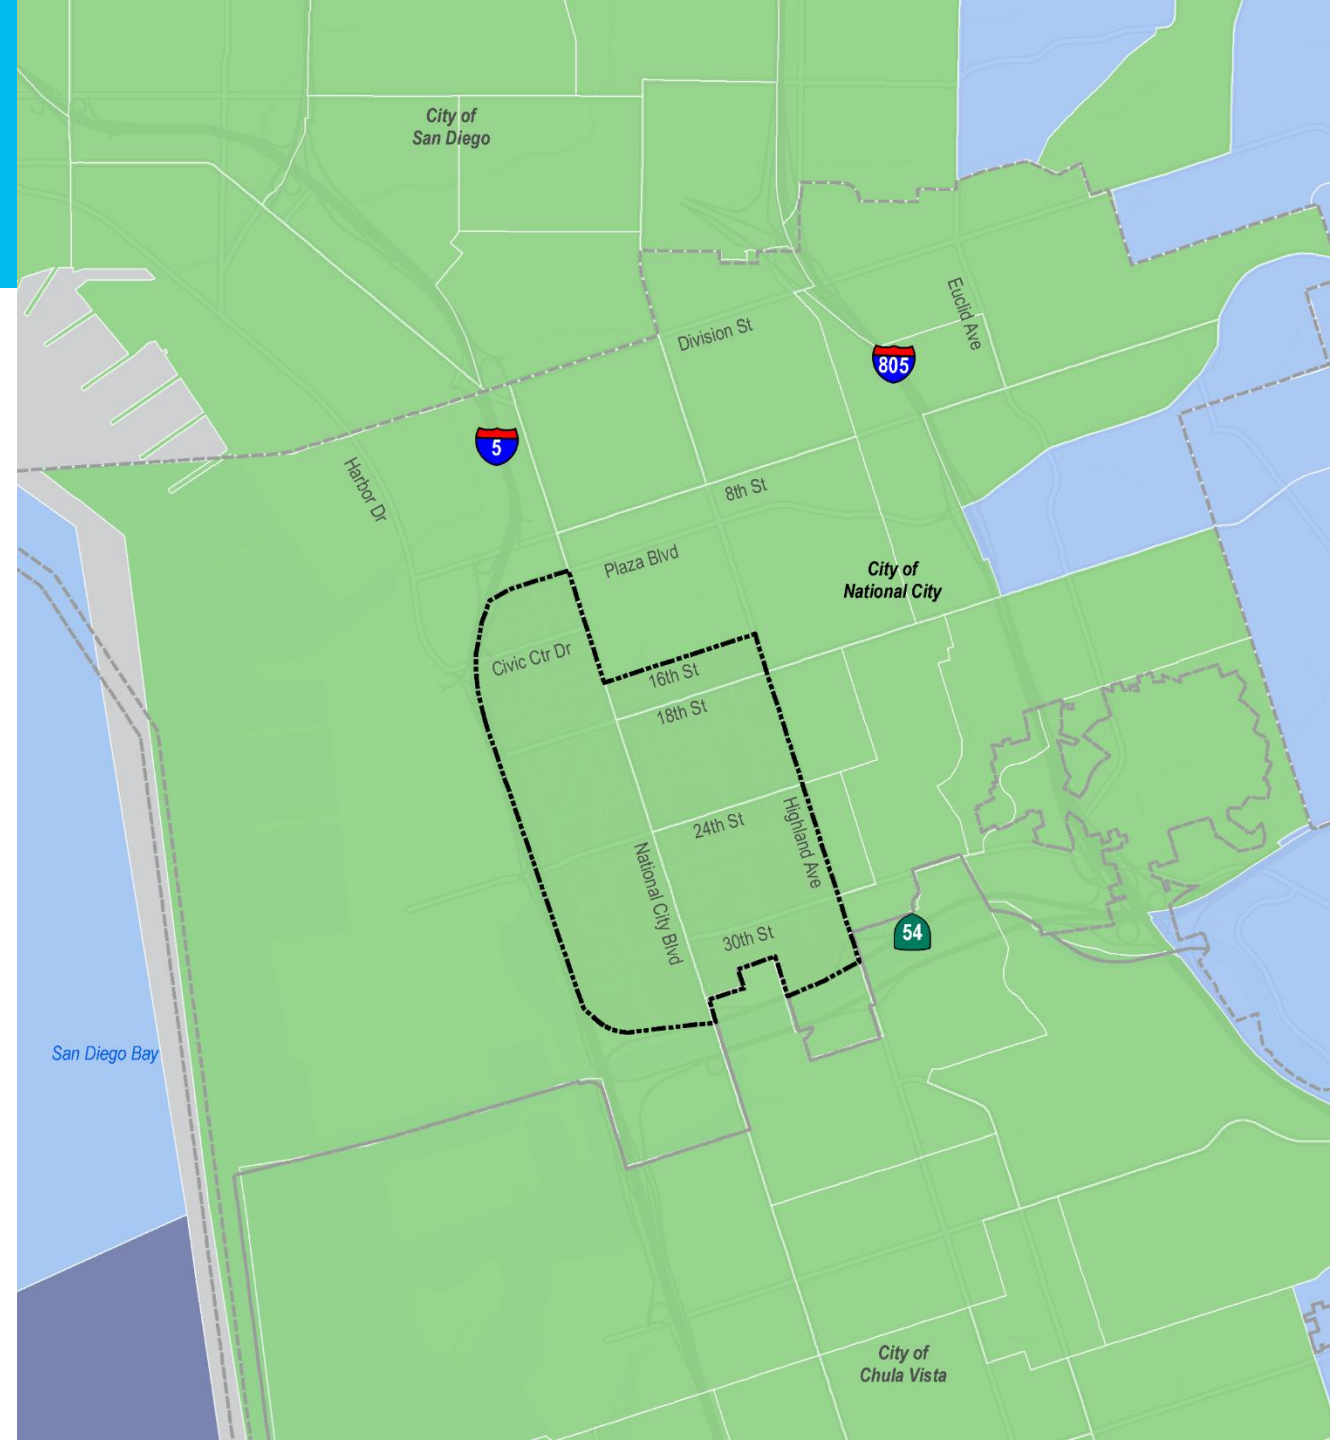 City of
San Diego
Euclid Ave
Division St
805
5
Harbor Dr
8th St
Plaza Blvd
City of
National City
Civic Ctr Dr
16th St
18th St
24th St
Highland Ave
National City Blvd
30th St
54
San Diego Bay
City of
Chula Vista